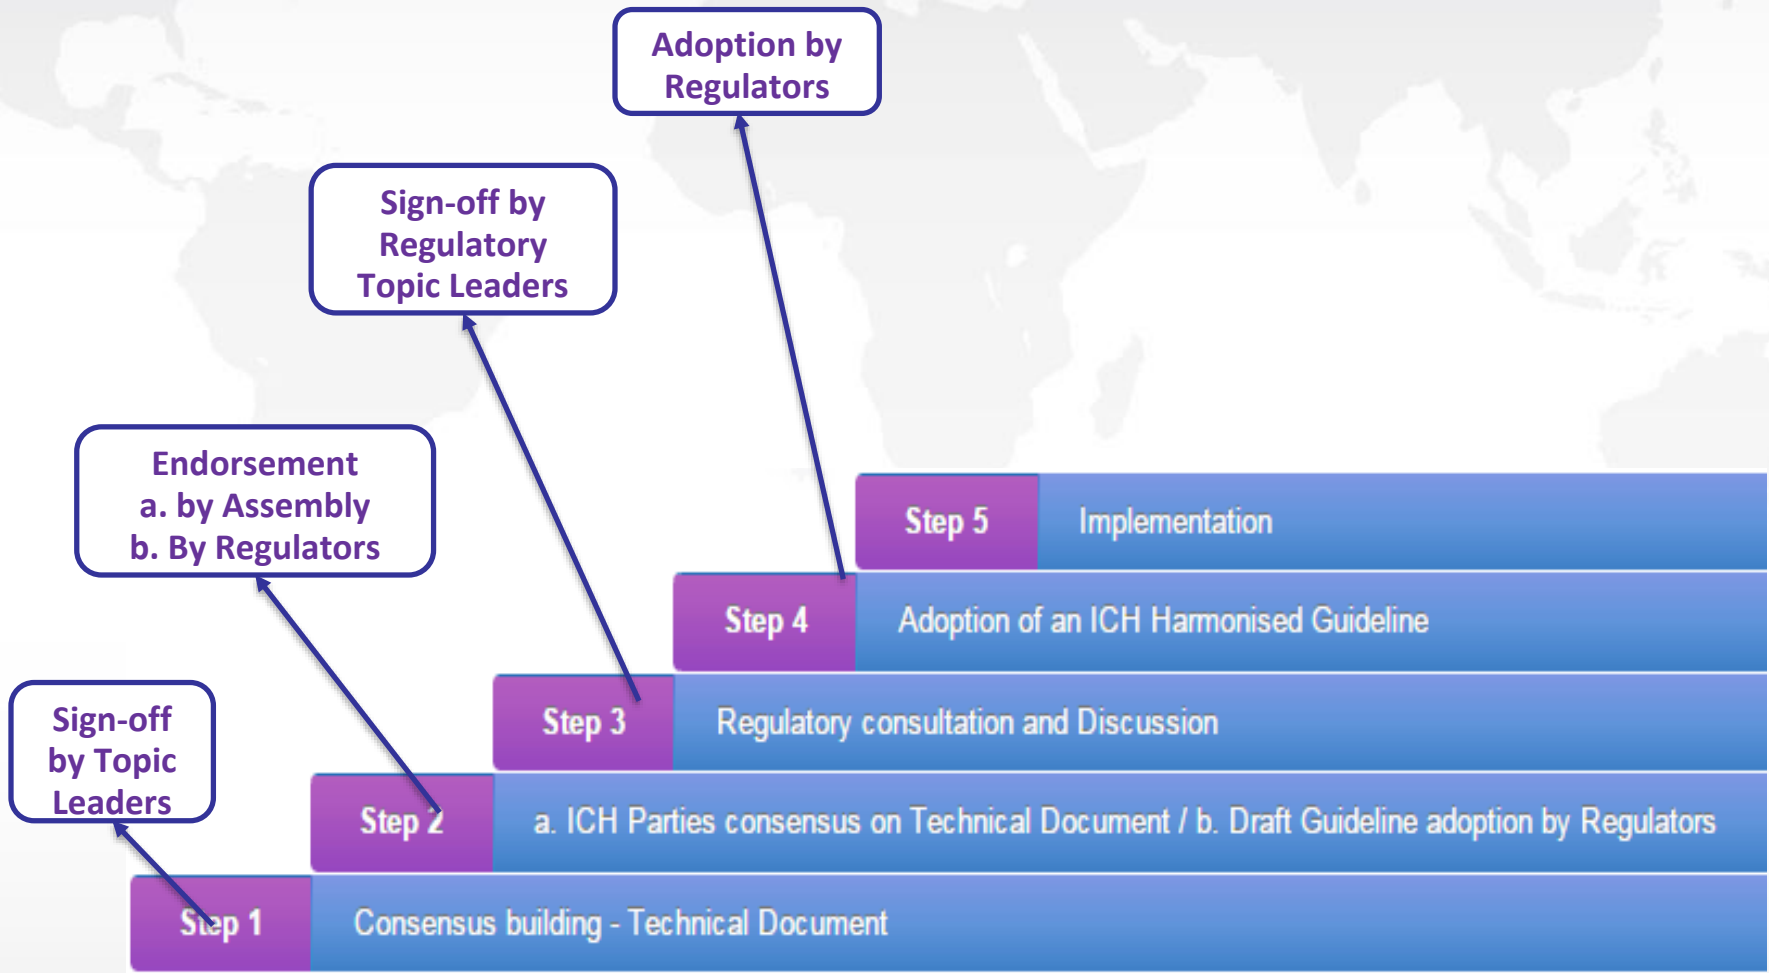 Adoption by
Regulators
Sign-off by
Regulatory
Topic Leaders
Endorsement
a. by Assembly
b. By Regulators
Sign-off
by Topic
Leaders
Step 5 Implementation
Step 4 Adoption of an ICH Harmonised Guideline
Step 3 Regulatory consultation and Discussion
Step 2 a. ICH Parties consensus on Technical Document / b. Draft Guideline adoption by Regulators
Step 1 Consensus building - Technical Document